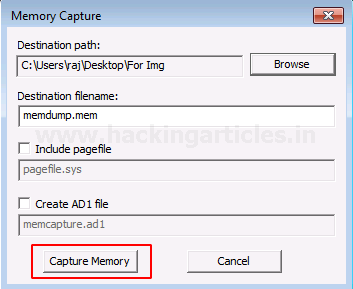 Memory Capture
Destination path:
C:\Users\raj\Desktop\For Img
Browse
Destination filename:
memdump.mem
www.hackingarticles.in
Include pagefile
pagefile.sys
Create AD1 file
memcapture.ad1
Capture Memory
Cancel